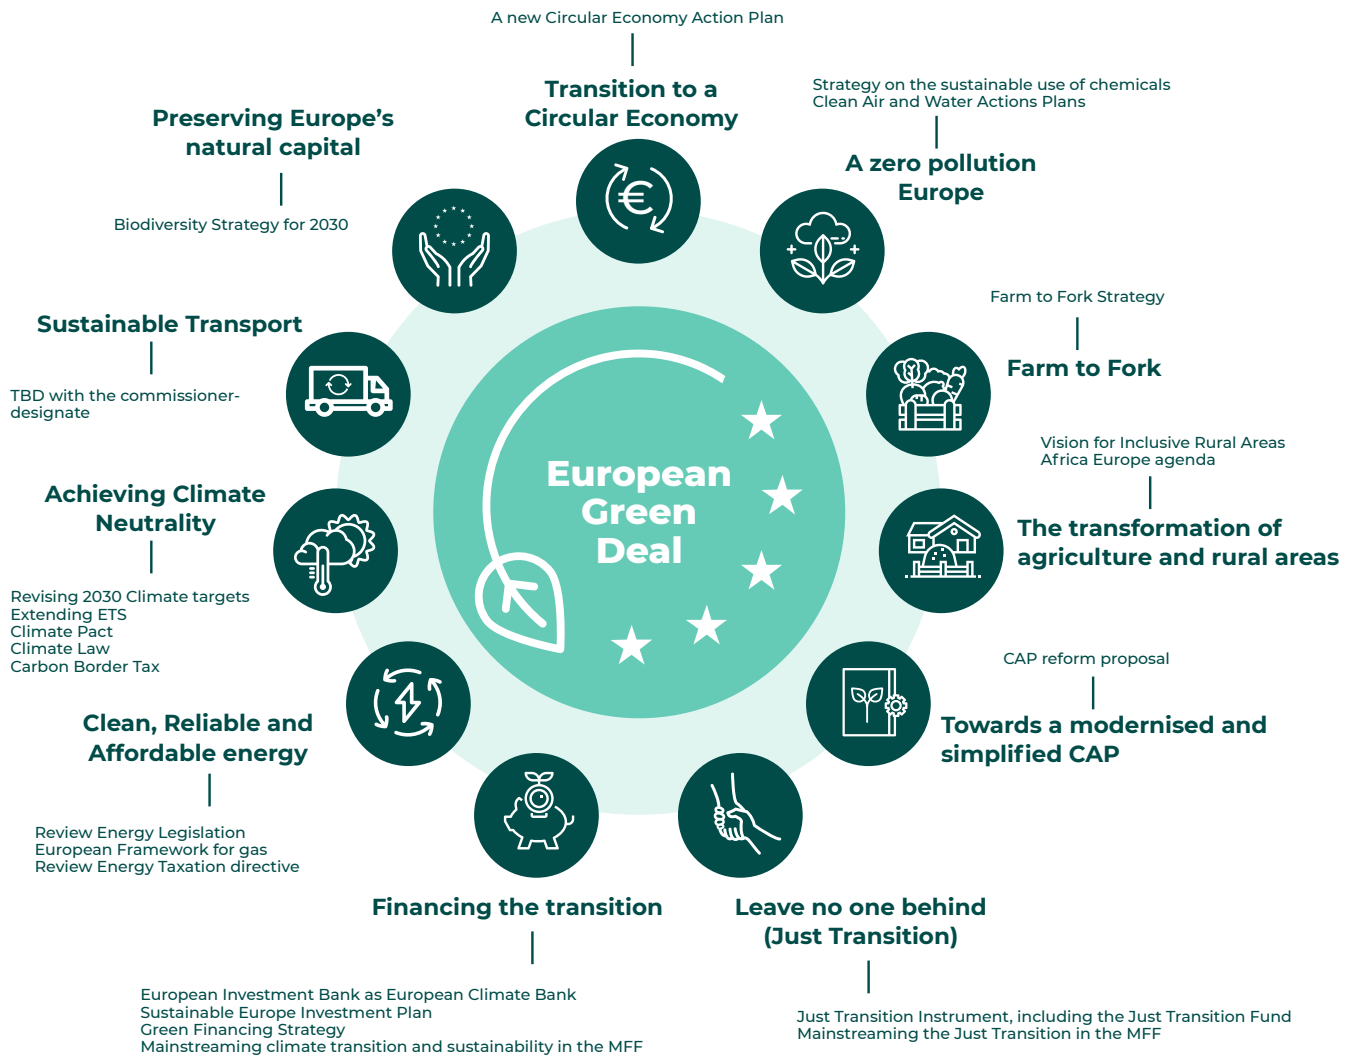 A new Circular Economy Action Plan
Transition to a
Circular Economy
Strategy on the sustainable use of chemicals
Clean Air and Water Actions Plans
A zero pollution
Europe
Farm to Fork Strategy
Farm to Fork
Vision for Inclusive Rural Areas
Africa Europe agenda
The transformation of
agriculture and rural areas
CAP reform proposal
Towards a modernised and
simplified CAP
Leave no one behind
(Just Transition)
Just Transition Instrument, including the Just Transition Fund
Mainstreaming the Just Transition in the MFF
Financing the transition
European Investment Bank as European Climate Bank
Sustainable Europe Investment Plan
Green Financing Strategy
Mainstreaming climate transition and sustainability in the MFF
Clean, Reliable and
Affordable energy
Review Energy Legislation
European Framework for gas
Review Energy Taxation directive
Achieving Climate
Neutrality
Revising 2030 Climate targets
Extending ETS
Climate Pact
Climate Law
Carbon Border Tax
Sustainable Transport
TBD with the commissioner-
designate
Preserving Europe's
natural capital
Biodiversity Strategy for 2030
€
European
Green
Deal